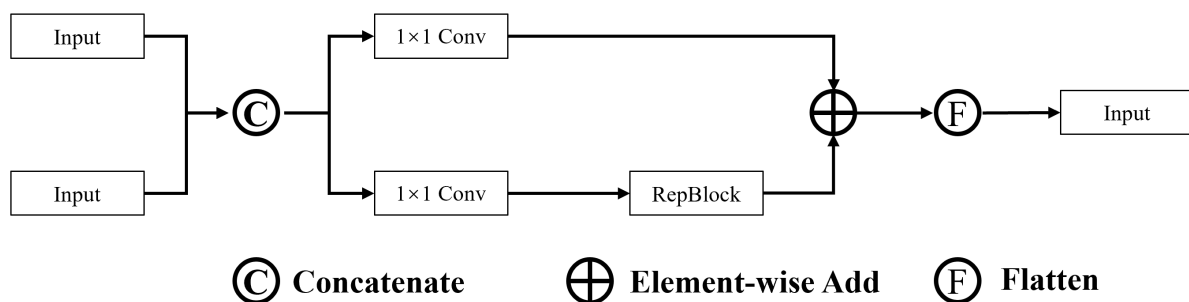 Input
1×1 Conv
C
F
Input
Input
1×1 Conv
RepBlock
C Concatenate
Element-wise Add
F Flatten